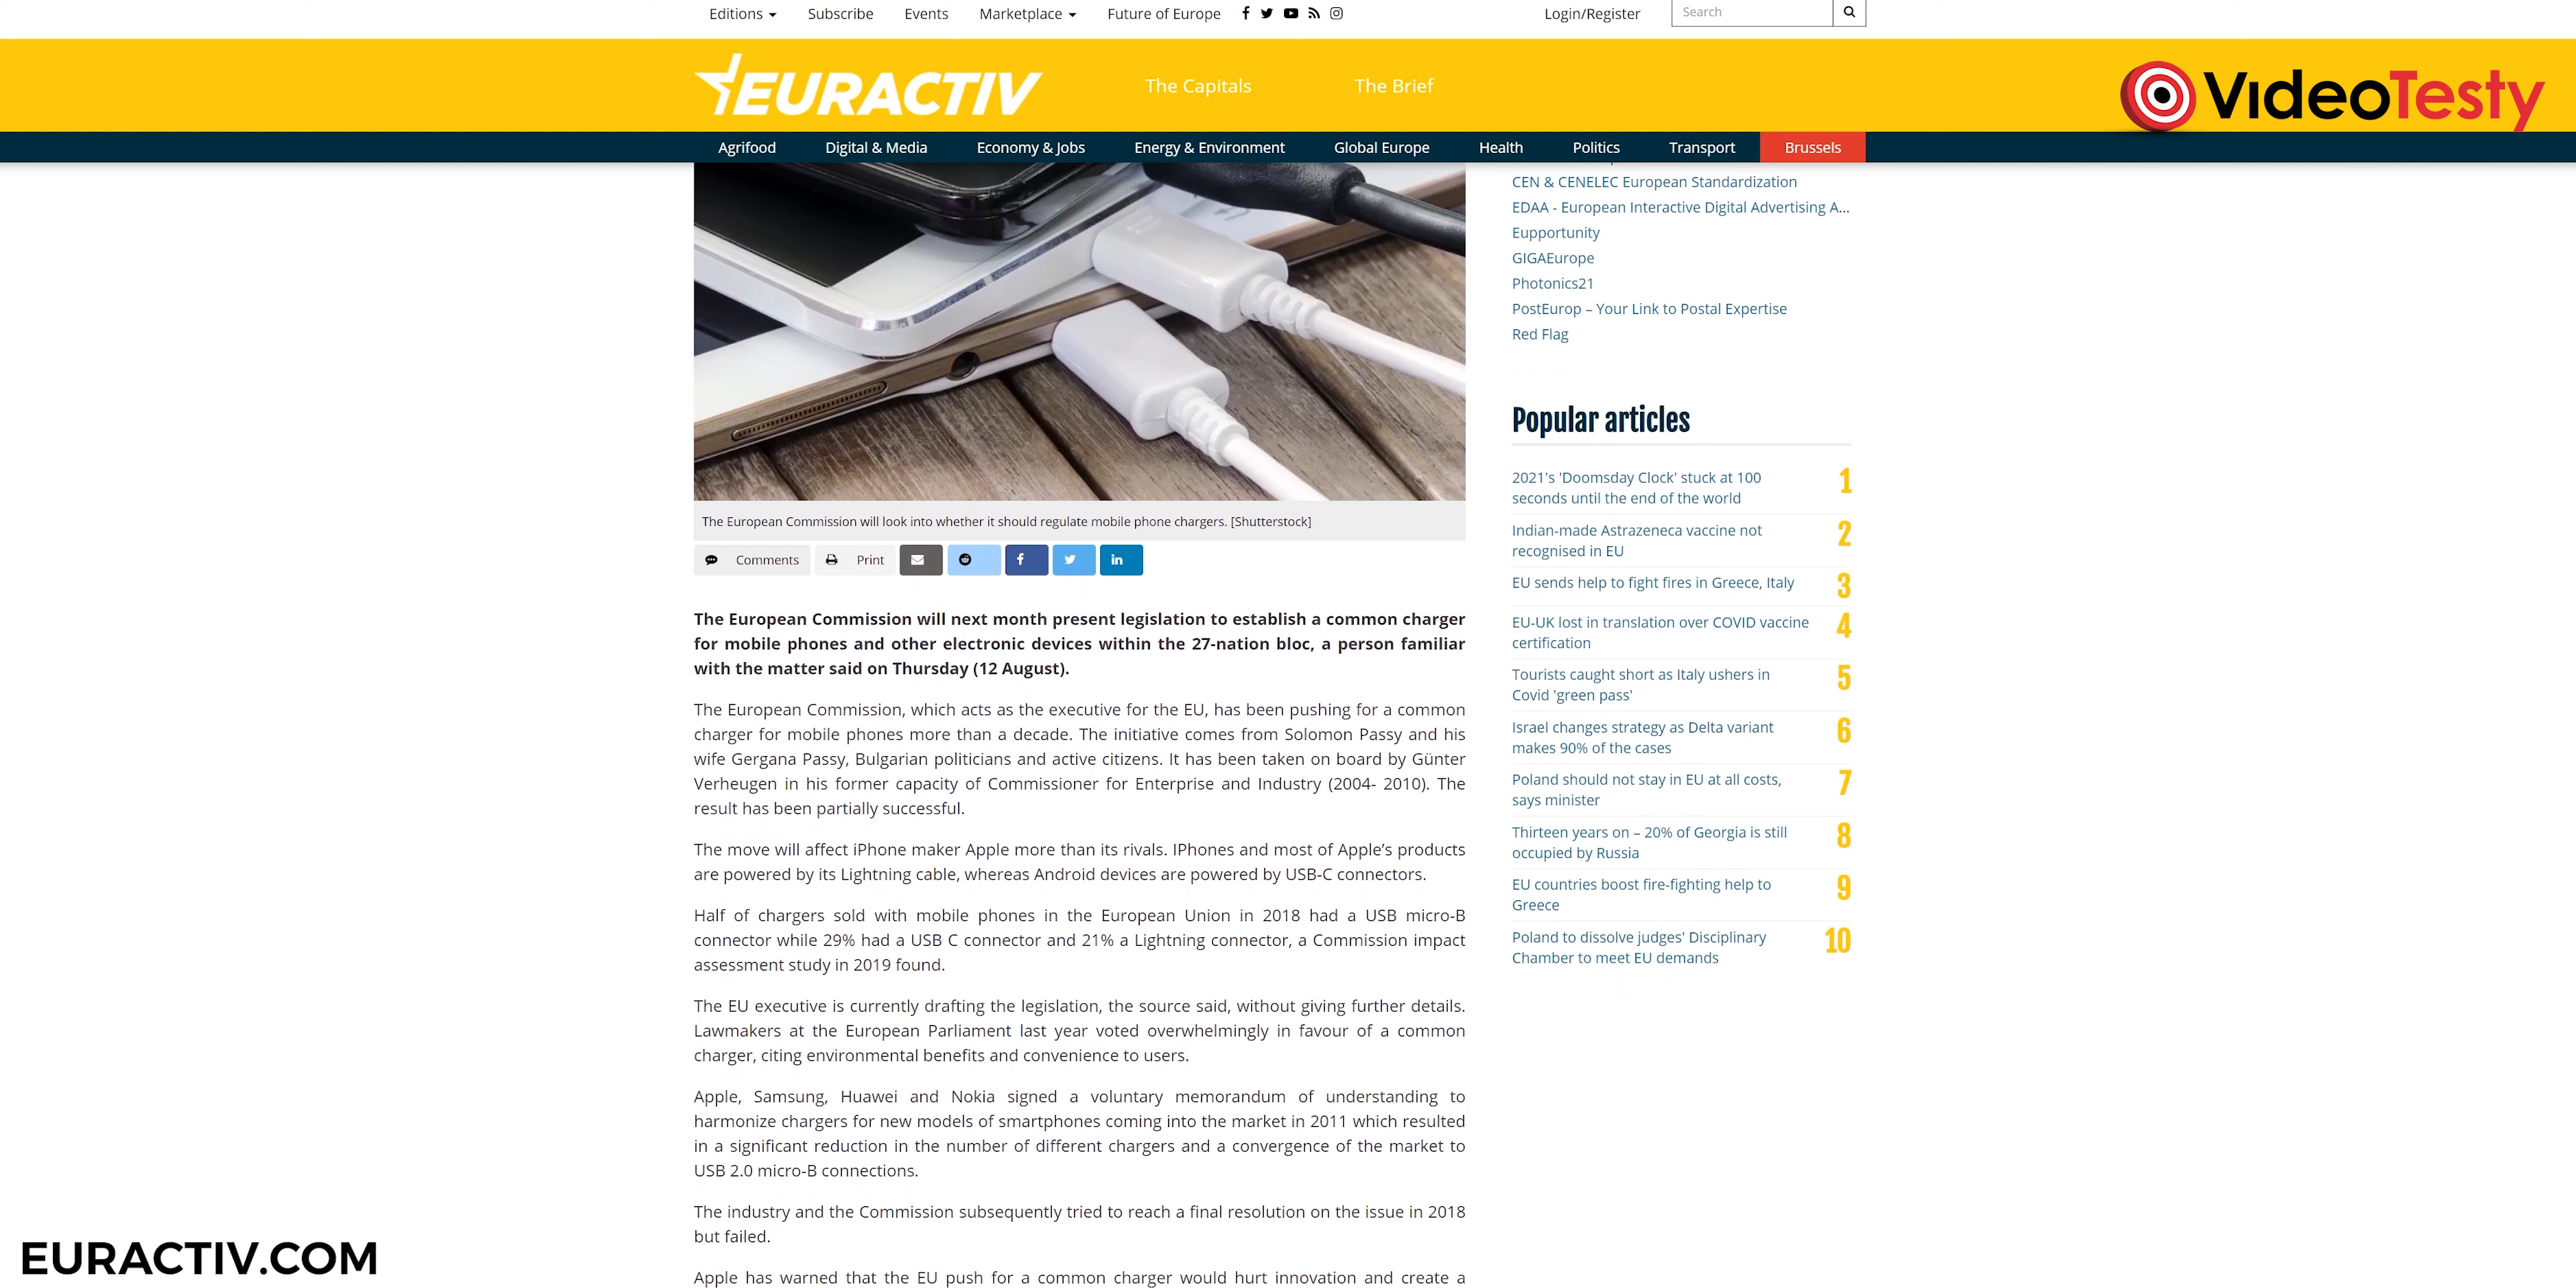 Editions Subscribe Events Marketplace Future of Europe Login/Register Search
EURACTIV The Capitals The Brief
VideoTesty
Agrifood Digital & Media Economy & Jobs Energy & Environment Global Europe Health Politics Transport Brussels
CEN & CENELEC European Standardization
EDAA - European Interactive Digital Advertising A...
Eupportunity
GIGAEurope
Photonics21
PostEurop – Your Link to Postal Expertise
Red Flag
The European Commission will look into whether it should regulate mobile phone chargers. [Shutterstock]
Comments Print
The European Commission will next month present legislation to establish a common charger
for mobile phones and other electronic devices within the 27-nation bloc, a person familiar
with the matter said on Thursday (12 August).
The European Commission, which acts as the executive for the EU, has been pushing for a common
charger for mobile phones more than a decade. The initiative comes from Solomon Passy and his
wife Gergana Passy, Bulgarian politicians and active citizens. It has been taken on board by Günter
Verheugen in his former capacity of Commissioner for Enterprise and Industry (2004- 2010). The
result has been partially successful.
The move will affect iPhone maker Apple more than its rivals. IPhones and most of Apple’s products
are powered by its Lightning cable, whereas Android devices are powered by USB-C connectors.
Half of chargers sold with mobile phones in the European Union in 2018 had a USB micro-B
connector while 29% had a USB C connector and 21% a Lightning connector, a Commission impact
assessment study in 2019 found.
The EU executive is currently drafting the legislation, the source said, without giving further details.
Lawmakers at the European Parliament last year voted overwhelmingly in favour of a common
charger, citing environmental benefits and convenience to users.
Apple, Samsung, Huawei and Nokia signed a voluntary memorandum of understanding to
harmonize chargers for new models of smartphones coming into the market in 2011 which resulted
in a significant reduction in the number of different chargers and a convergence of the market to
USB 2.0 micro-B connections.
The industry and the Commission subsequently tried to reach a final resolution on the issue in 2018
but failed.
Apple has warned that the EU push for a common charger would hurt innovation and create a
Popular articles
2021's 'Doomsday Clock' stuck at 100 1
seconds until the end of the world
Indian-made Astrazeneca vaccine not 2
recognised in EU
EU sends help to fight fires in Greece, Italy 3
EU-UK lost in translation over COVID vaccine 4
certification
Tourists caught short as Italy ushers in 5
Covid 'green pass'
Israel changes strategy as Delta variant 6
makes 90% of the cases
Poland should not stay in EU at all costs, 7
says minister
Thirteen years on – 20% of Georgia is still 8
occupied by Russia
EU countries boost fire-fighting help to 9
Greece
Poland to dissolve judges' Disciplinary 10
Chamber to meet EU demands
EURACTIV.COM